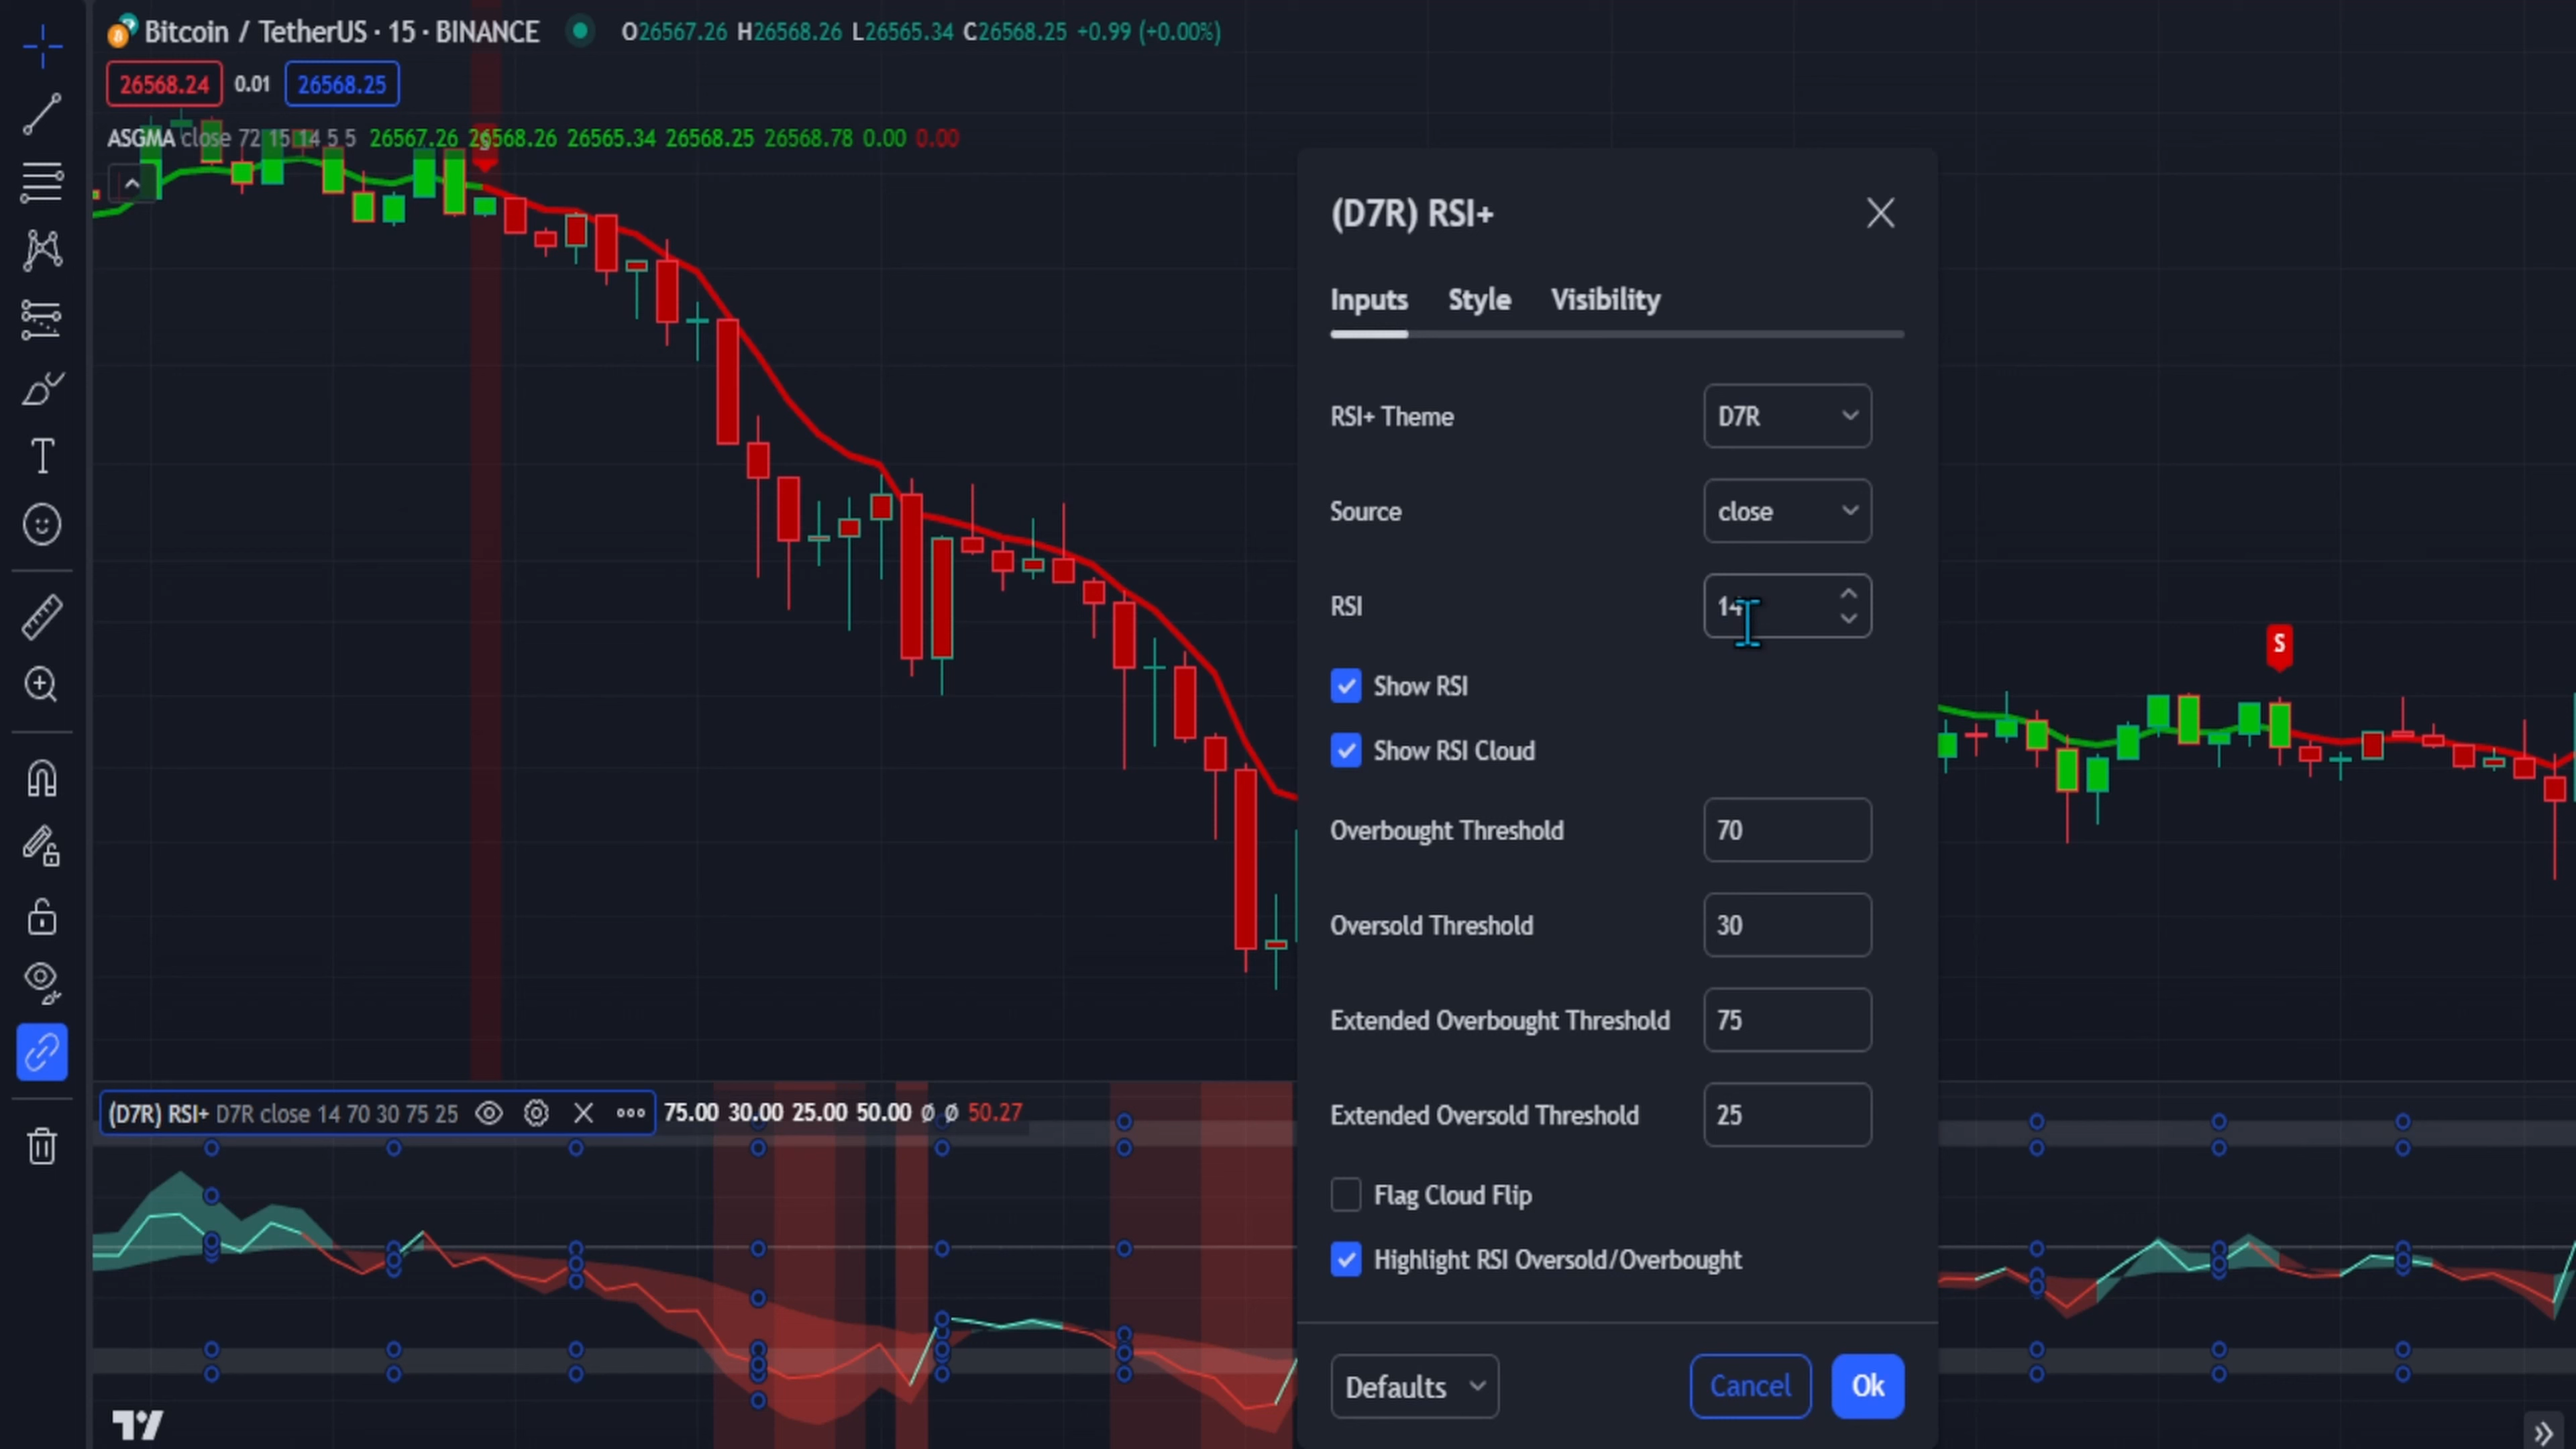 Bitcoin / TetherUS · 15 · BINANCE O26567.26 H26568.26 L26565.34 C26568.25 +0.99 (+0.00%)
26568.24 0.01 26568.25
ASGMA close 72 15 14 5 5 26567.26 26568.26 26565.34 26568.25 26568.78 0.00 0.00
S
(D7R) RSI+
Inputs Style Visibility
RSI+ Theme D7R
Source close
RSI 14
Show RSI
Show RSI Cloud
Overbought Threshold 70
Oversold Threshold 30
Extended Overbought Threshold 75
Extended Oversold Threshold 25
Flag Cloud Flip
Highlight RSI Oversold/Overbought
Defaults Cancel Ok
S
(D7R) RSI+ D7R close 14 70 30 75 25 75.00 30.00 25.00 50.00 ø ø 50.27